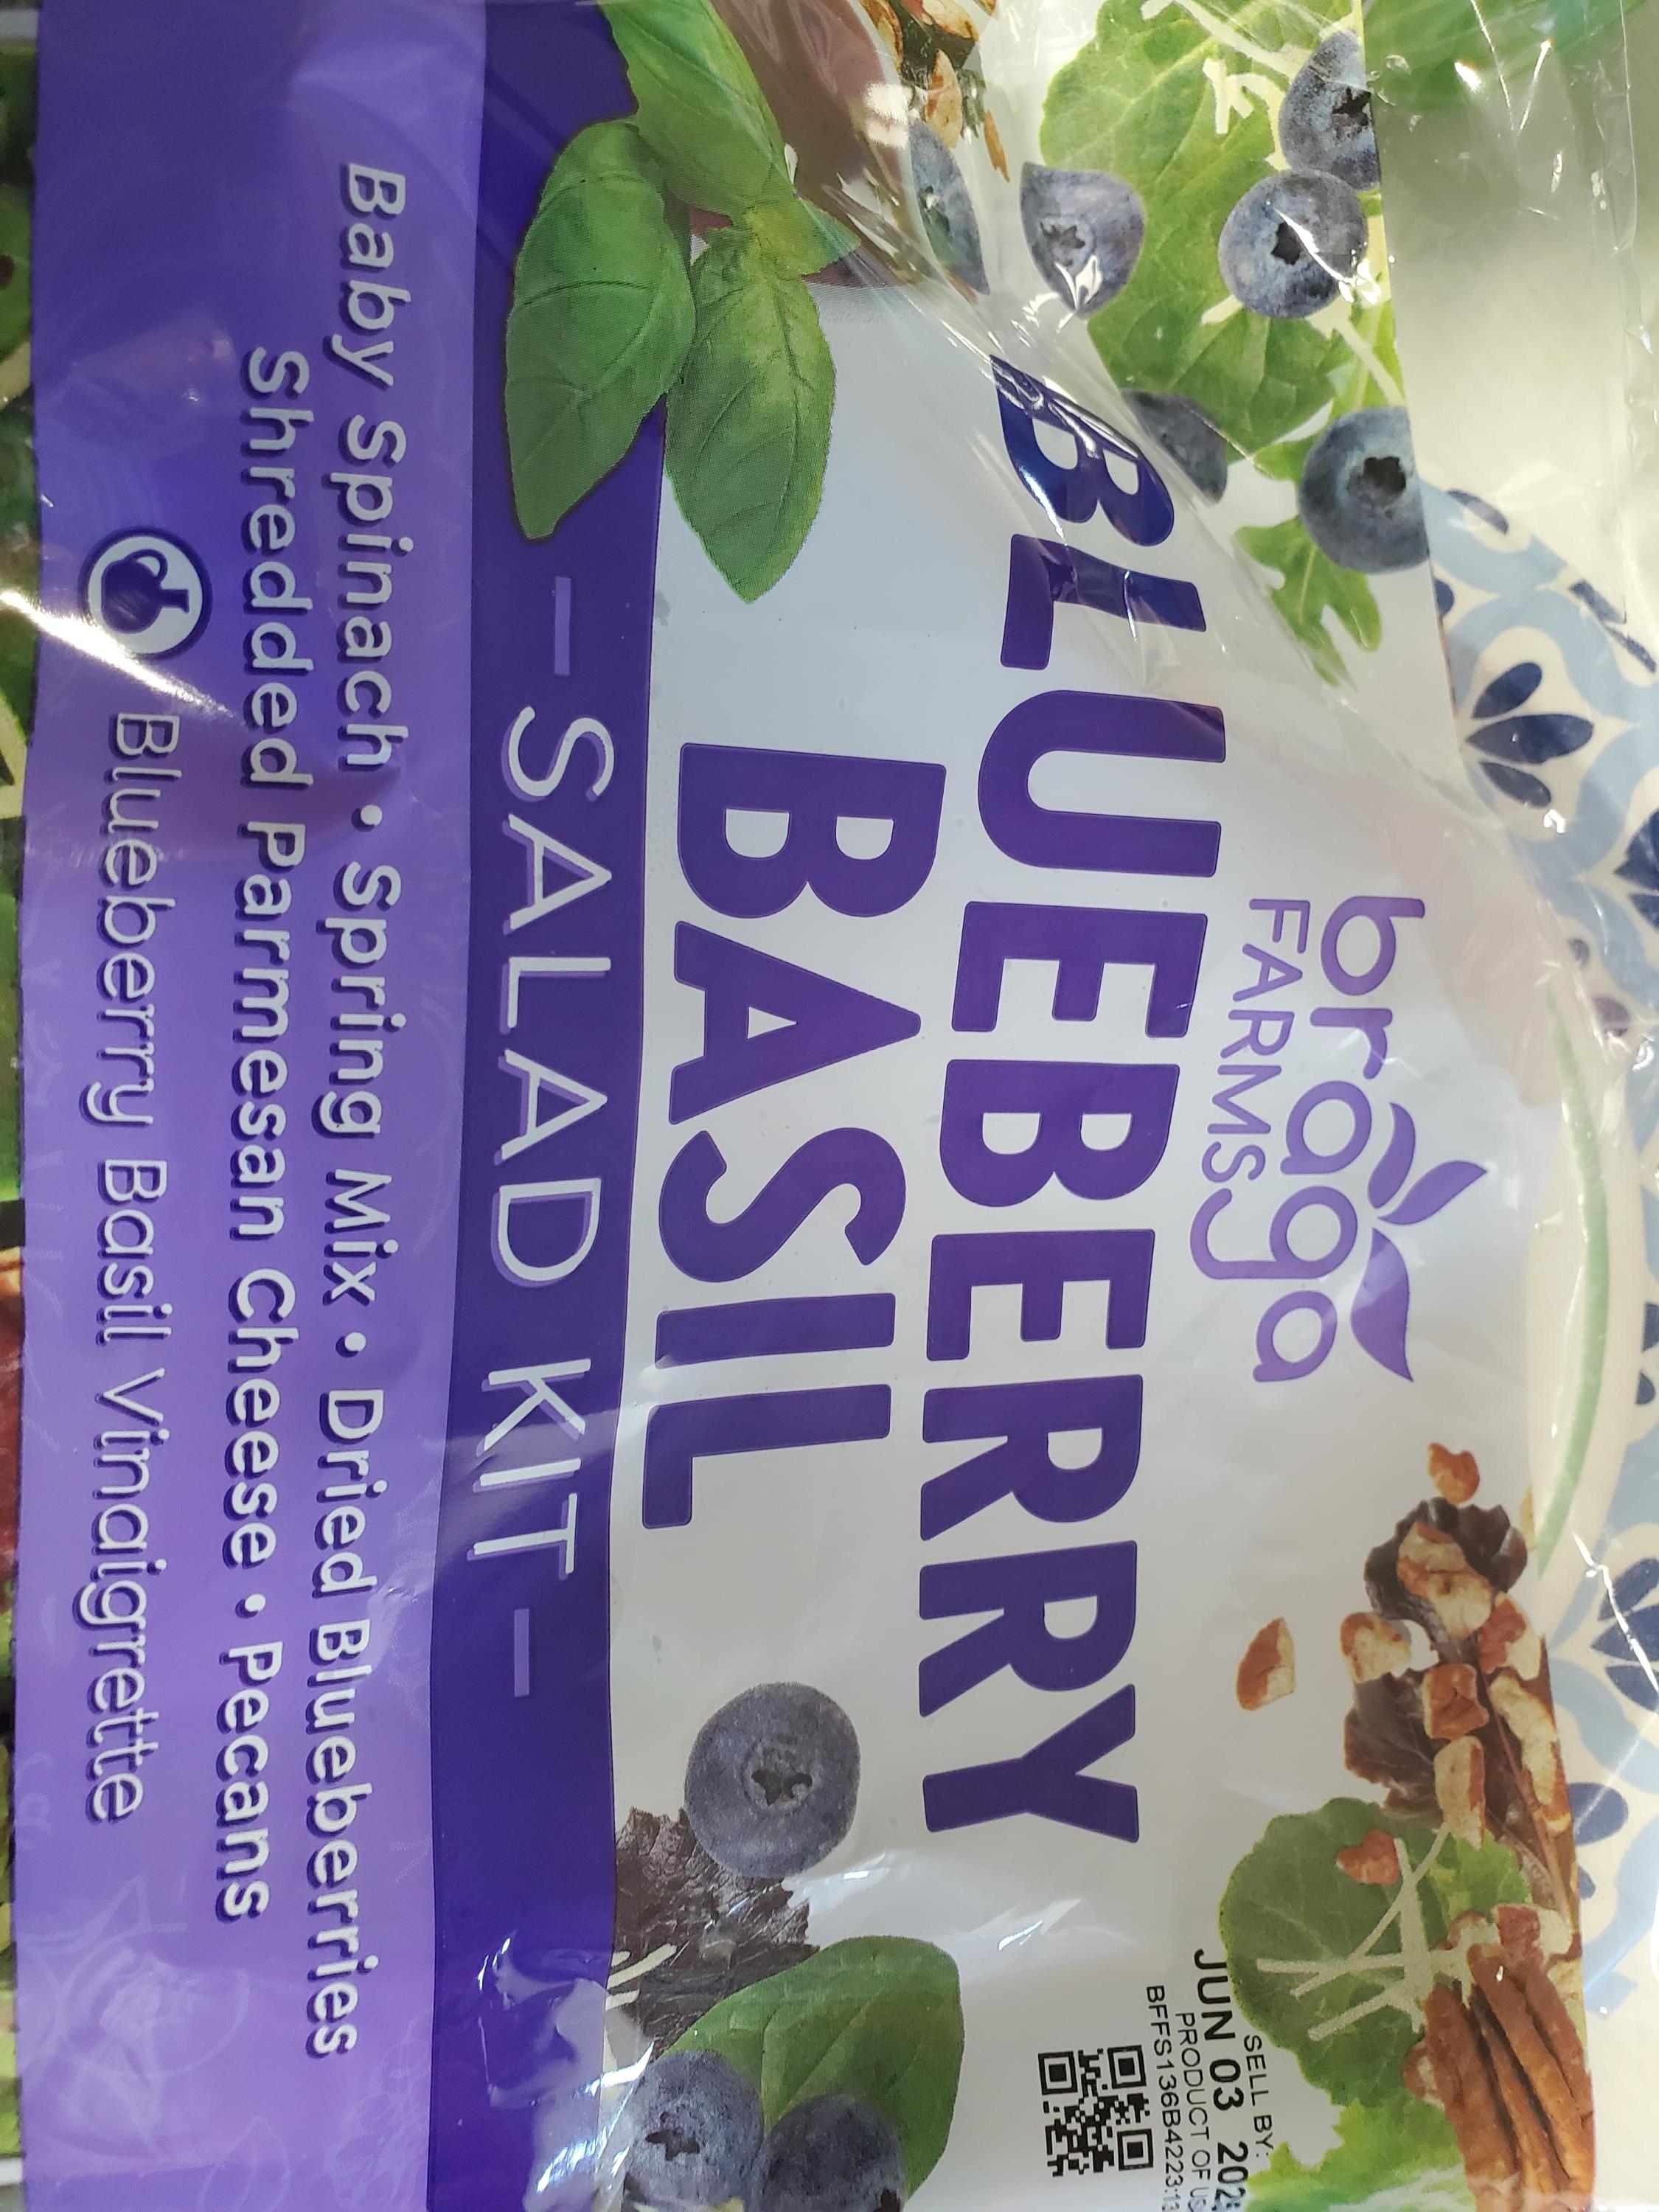 braga
FARMS
BLUEBERRY
BASIL
– SALAD KIT –
Baby Spinach • Spring Mix • Dried Blueberries
Shredded Parmesan Cheese • Pecans
Blueberry Basil Vinaigrette
SELL BY:
JUN 03
PRODUCT OF